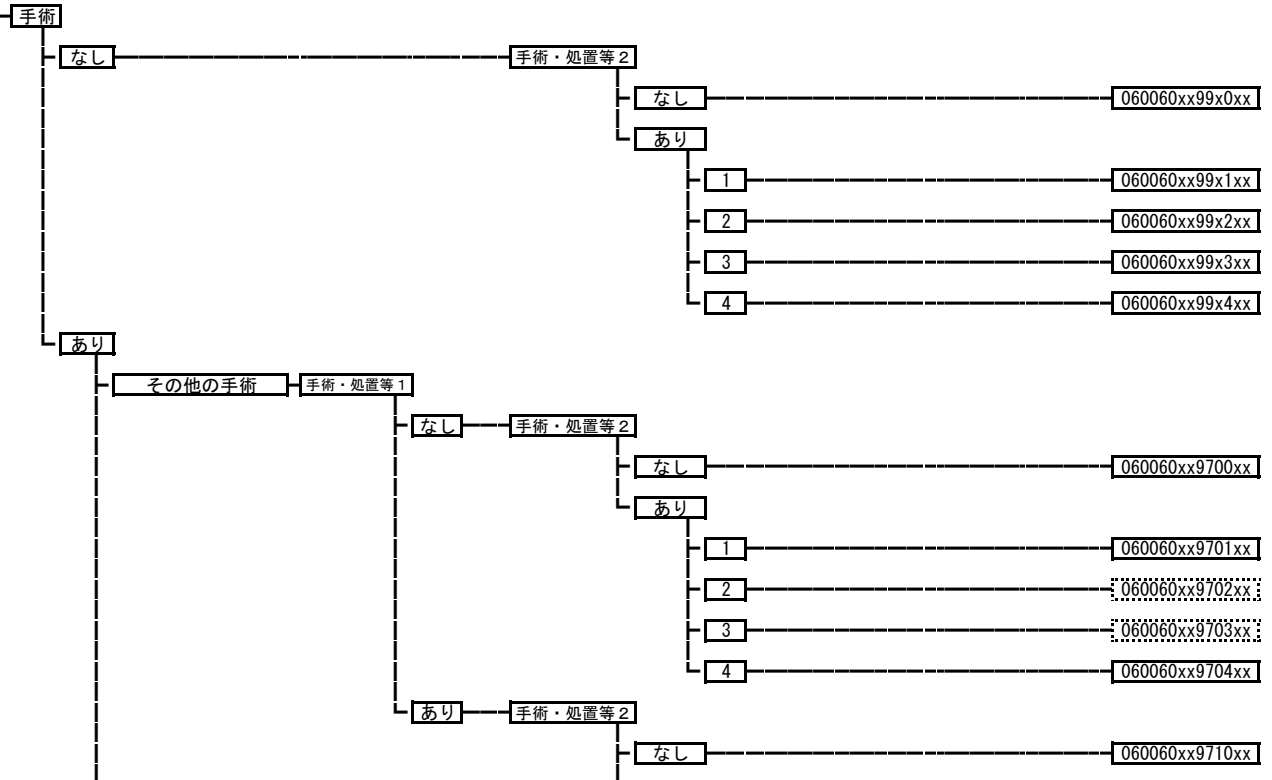 手術
なし 手術・処置等2
なし 060060xx99x0xx
あり
1 060060xx99x1xx
2 060060xx99x2xx
3 060060xx99x3xx
4 060060xx99x4xx
あり
その他の手術 手術・処置等1
なし 手術・処置等2
なし 060060xx9700xx
あり
1 060060xx9701xx
2 060060xx9702xx
3 060060xx9703xx
4 060060xx9704xx
あり 手術・処置等2
なし 060060xx9710xx